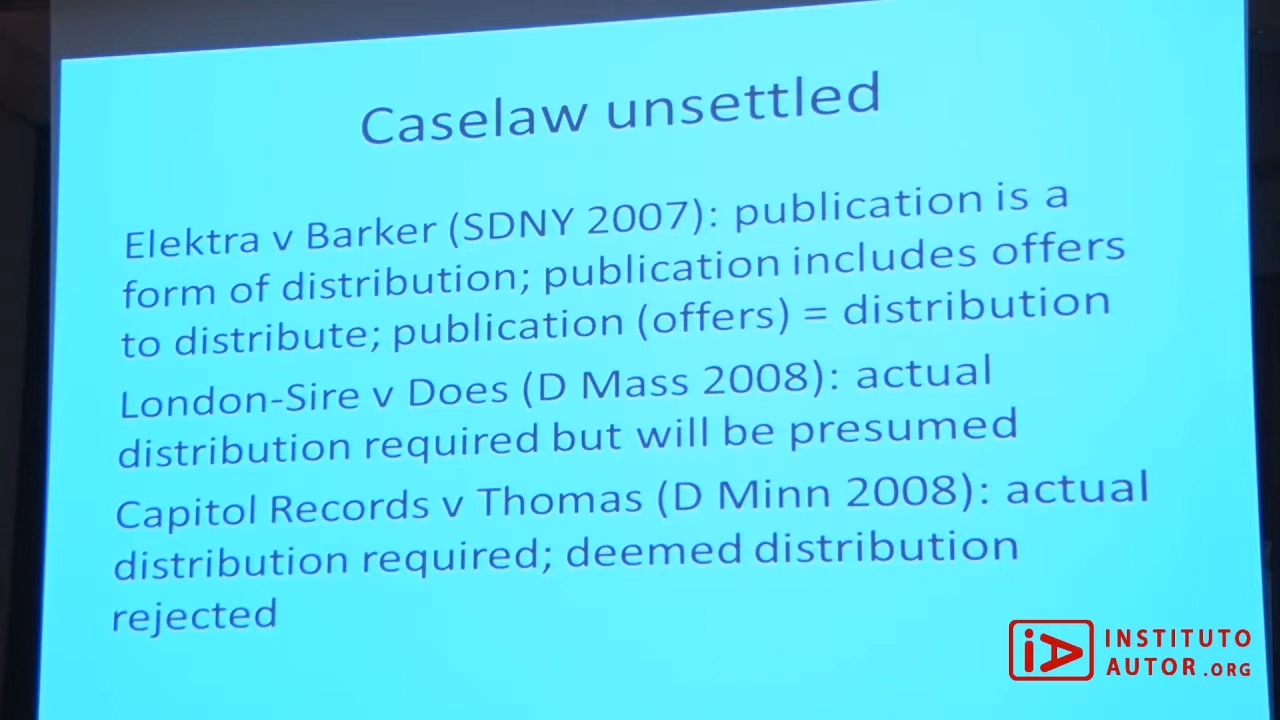 Caselaw unsettled
Elektra v Barker (SDNY 2007): publication is a
form of distribution; publication includes offers
to distribute; publication (offers) = distribution
London-Sire v Does (D Mass 2008): actual
distribution required but will be presumed
Capitol Records v Thomas (D Minn 2008): actual
distribution required; deemed distribution
rejected
iA INSTITUTO
AUTOR.ORG